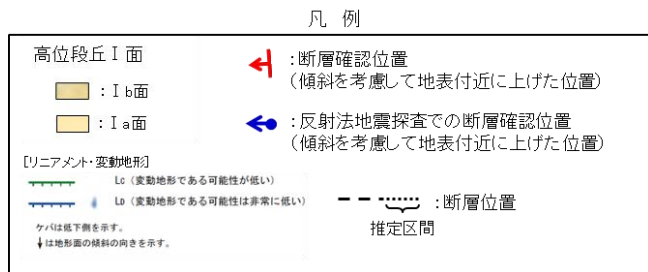 凡 例
高位段丘Ⅰ面
：Ⅰb面
：Ⅰa面
：断層確認位置
（傾斜を考慮して地表付近に上げた位置）
：反射法地震探査での断層確認位置
（傾斜を考慮して地表付近に上げた位置）
[リニアメント・変動地形]
Lc（変動地形である可能性が低い）
LD（変動地形である可能性は非常に低い）
ケバは低下側を示す。
↓は地形面の傾斜の向きを示す。
：断層位置
推定区間